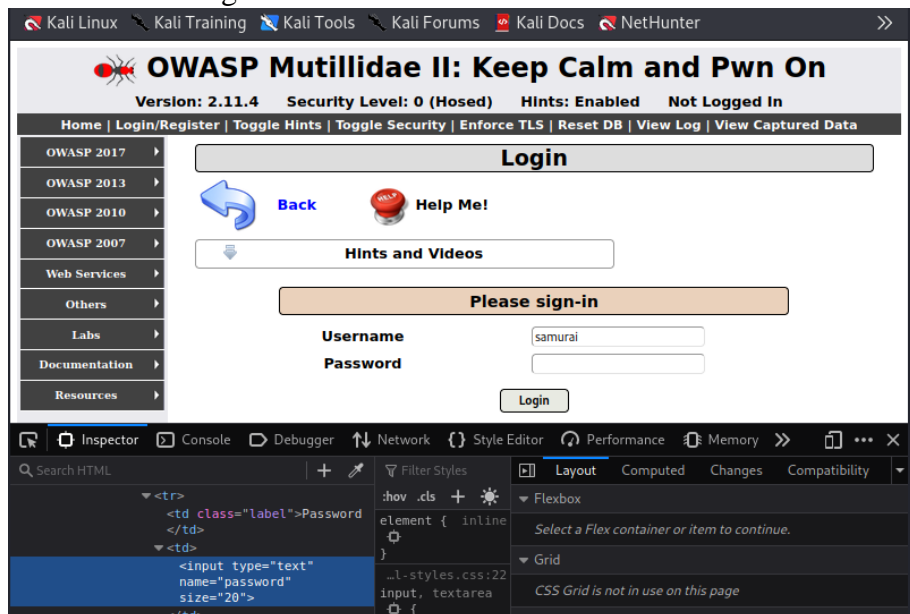 Kali Linux Kali Training Kali Tools Kali Forums Kali Docs NetHunter
OWASP Mutillidae II: Keep Calm and Pwn On
Version: 2.11.4 Security Level: 0 (Hosed) Hints: Enabled Not Logged In
Home | Login/Register | Toggle Hints | Toggle Security | Enforce TLS | Reset DB | View Log | View Captured Data
OWASP 2017
OWASP 2013
OWASP 2010
OWASP 2007
Web Services
Others
Labs
Documentation
Resources
Login
Back Help Me!
HELP
Hints and Videos
Please sign-in
Username samurai
Password
Login
Inspector Console Debugger Network {} Style Editor Performance Memory
Search HTML
<tr>
<td class="label">Password
</td>
<td>
<input type="text"
name="password"
size="20">
Filter Styles
:hov .cls
element { inline
}
…l-styles.css:22
input, textarea
{
Layout Computed Changes Compatibility
Flexbox
Select a Flex container or item to continue.
Grid
CSS Grid is not in use on this page